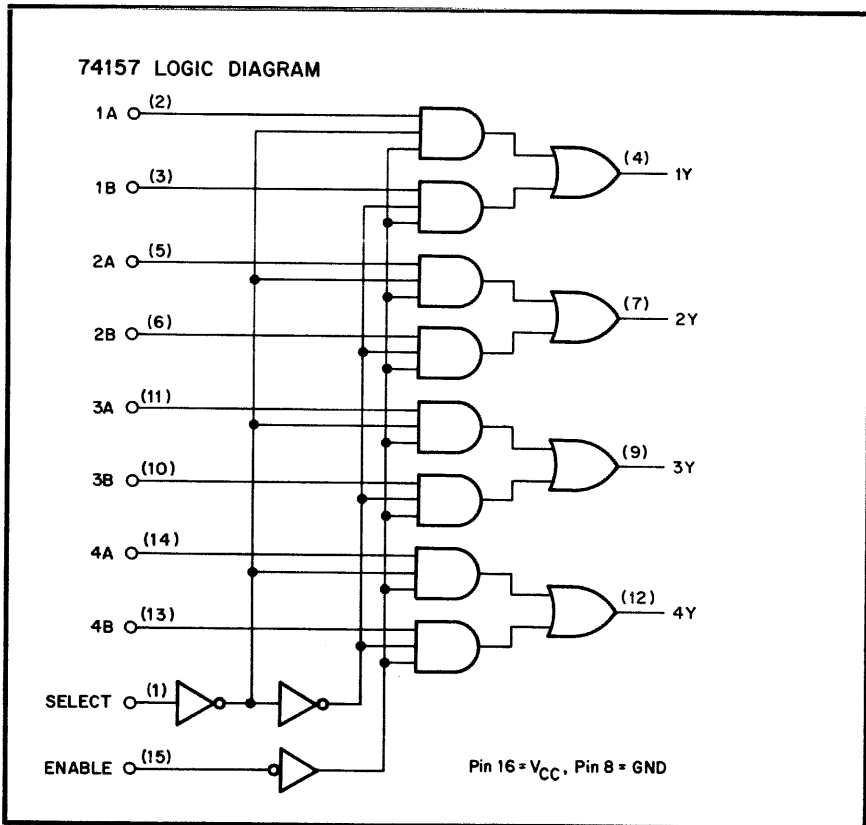 74157 LOGIC DIAGRAM
1A (2)
1B (3)
2A (5)
2B (6)
3A (11)
3B (10)
4A (14)
4B (13)
SELECT (1)
ENABLE (15)
(4) 1Y
(7) 2Y
(9) 3Y
(12) 4Y
Pin 16 = VCC, Pin 8 = GND